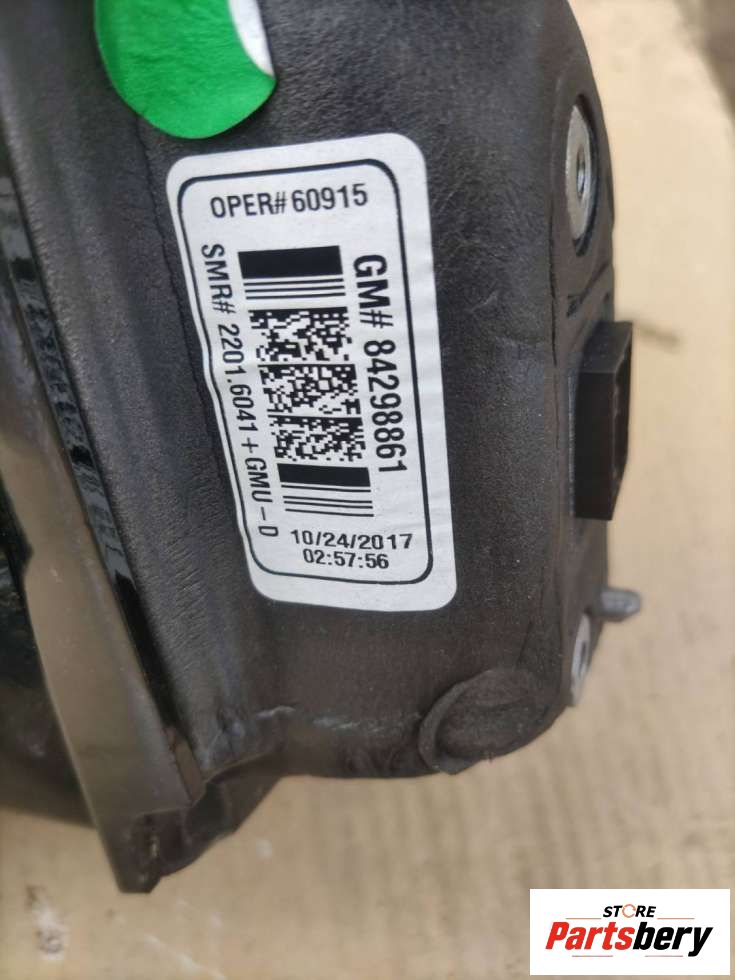 OPER#60915
GM# 84298861
SMR# 2201.6041+GMU-D
10/24/2017
02:57:56
STORE
Partsbery